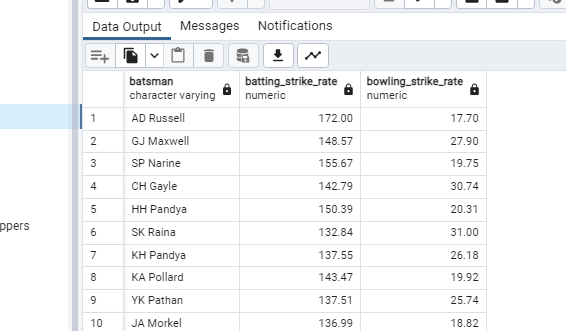 Data Output Messages Notifications
batsman batting_strike_rate bowling_strike_rate
character varying numeric numeric
1 AD Russell 172.00 17.70
2 GJ Maxwell 148.57 27.90
3 SP Narine 155.67 19.75
4 CH Gayle 142.79 30.74
5 HH Pandya 150.39 20.31
6 SK Raina 132.84 31.00
ppers
7 KH Pandya 137.55 26.18
8 KA Pollard 143.47 19.92
9 YK Pathan 137.51 25.74
10 JA Morkel 136.99 18.82